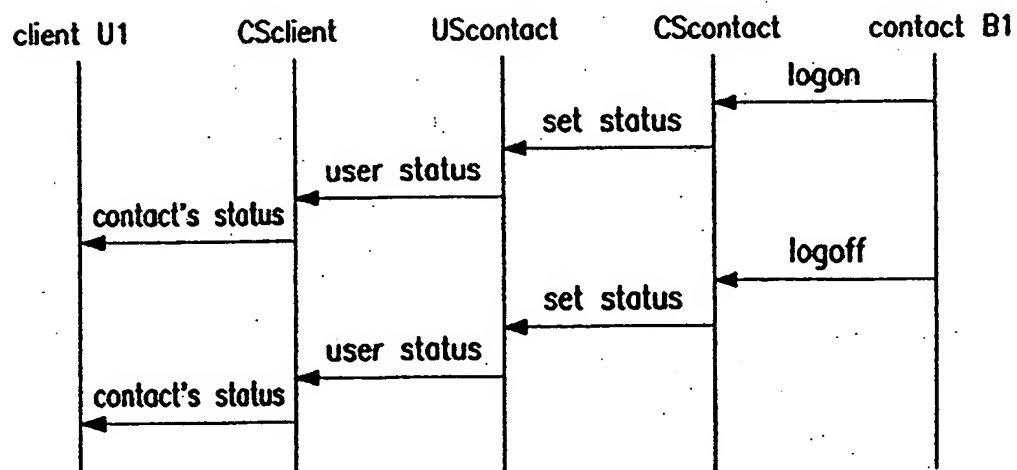 client U1 CSclient UScontact CScontact contact B1
logon
set status
user status
contact's status
logoff
set status
user status
contact's status